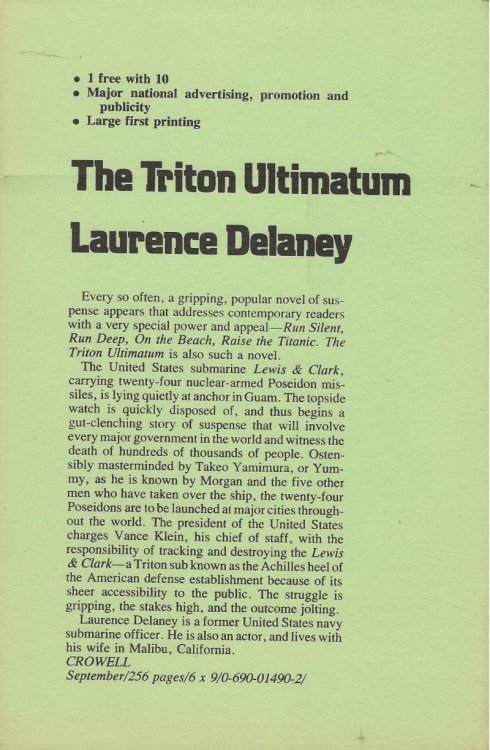 • 1 free with 10
• Major national advertising, promotion and
publicity
• Large first printing
The Triton Ultimatum
Laurence Delaney
Every so often, a gripping, popular novel of sus-
pense appears that addresses contemporary readers
with a very special power and appeal—Run Silent,
Run Deep, On the Beach, Raise the Titanic. The
Triton Ultimatum is also such a novel.
The United States submarine Lewis & Clark,
carrying twenty-four nuclear-armed Poseidon mis-
siles, is lying quietly at anchor in Guam. The topside
watch is quickly disposed of, and thus begins a
gut-clenching story of suspense that will involve
every major government in the world and witness the
death of hundreds of thousands of people. Osten-
sibly masterminded by Takeo Yamimura, or Yum-
my, as he is known by Morgan and the five other
men who have taken over the ship, the twenty-four
Poseidons are to be launched at major cities through-
out the world. The president of the United States
charges Vance Klein, his chief of staff, with the
responsibility of tracking and destroying the Lewis
& Clark—a Triton sub known as the Achilles heel of
the American defense establishment because of its
sheer accessibility to the public. The struggle is
gripping, the stakes high, and the outcome jolting.
Laurence Delaney is a former United States navy
submarine officer. He is also an actor, and lives with
his wife in Malibu, California.
CROWELL
September/256 pages/6 x 9/0-690-01490-2/